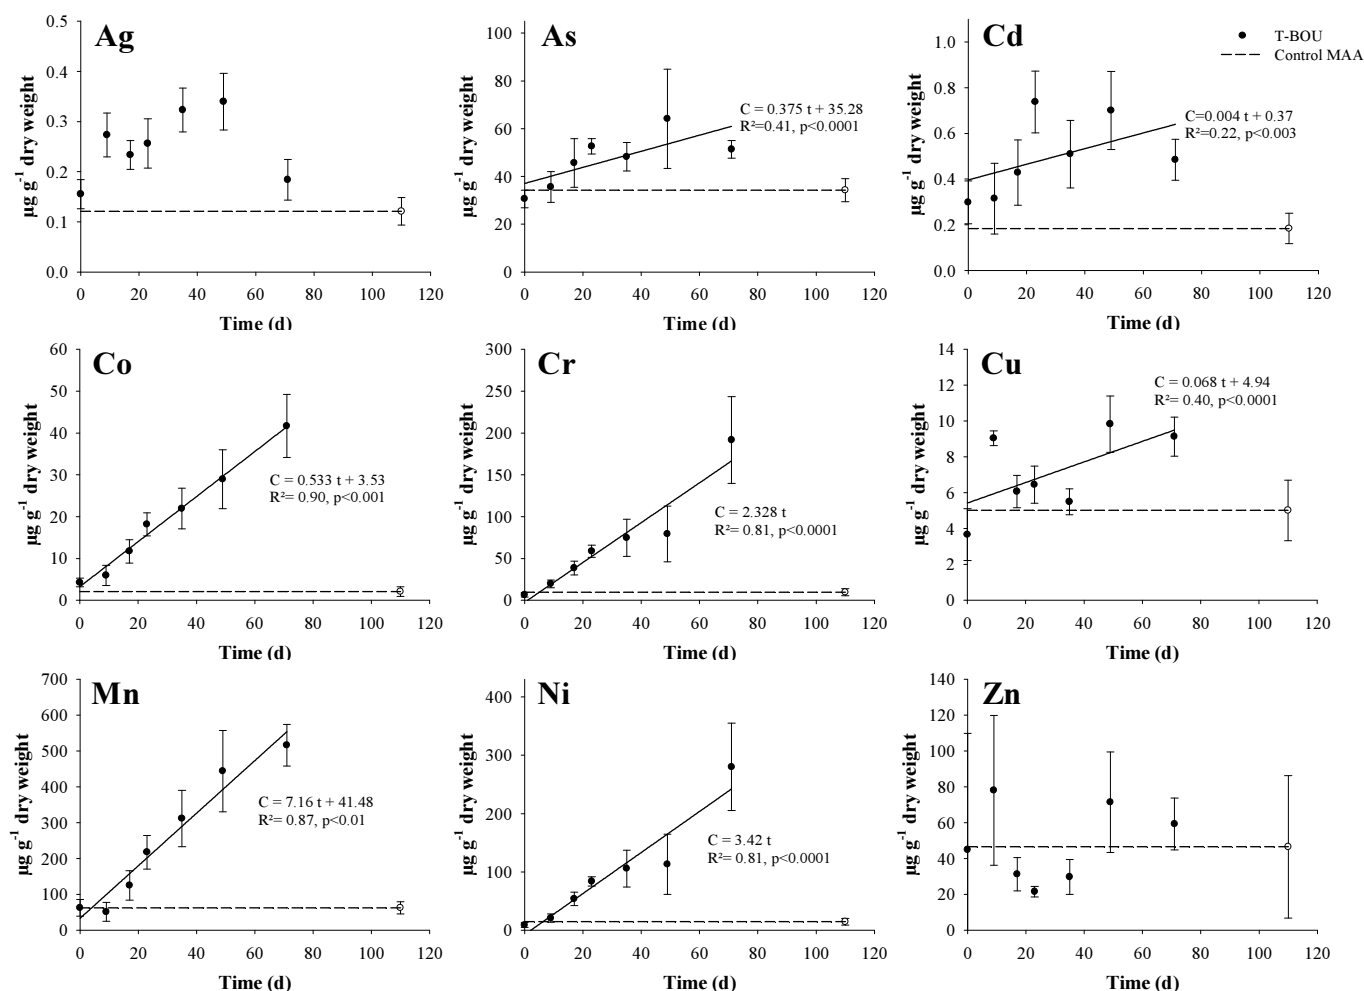 Ag
0.5
0.4
0.3
0.2
0.1
0.0
µg g⁻¹ dry weight
0 20 40 60 80 100 120
Time (d)
As
100
80
60
40
20
0
µg g⁻¹ dry weight
C = 0.375 t + 35.28
R²=0.41, p<0.0001
0 20 40 60 80 100 120
Time (d)
Cd
1.0
0.8
0.6
0.4
0.2
0.0
µg g⁻¹ dry weight
T-BOU
Control MAA
C=0.004 t + 0.37
R²=0.22, p<0.003
0 20 40 60 80 100 120
Time (d)
Co
60
50
40
30
20
10
0
µg g⁻¹ dry weight
C = 0.533 t + 3.53
R²= 0.90, p<0.001
0 20 40 60 80 100 120
Time (d)
Cr
300
250
200
150
100
50
0
µg g⁻¹ dry weight
C = 2.328 t
R²= 0.81, p<0.0001
0 20 40 60 80 100 120
Time (d)
Cu
14
12
10
8
6
4
2
0
µg g⁻¹ dry weight
C = 0.068 t + 4.94
R²= 0.40, p<0.0001
0 20 40 60 80 100 120
Time (d)
Mn
700
600
500
400
300
200
100
0
µg g⁻¹ dry weight
C = 7.16 t + 41.48
R²= 0.87, p<0.01
0 20 40 60 80 100 120
Time (d)
Ni
400
300
200
100
0
µg g⁻¹ dry weight
C = 3.42 t
R²= 0.81, p<0.0001
0 20 40 60 80 100 120
Time (d)
Zn
140
120
100
80
60
40
20
0
µg g⁻¹ dry weight
0 20 40 60 80 100 120
Time (d)